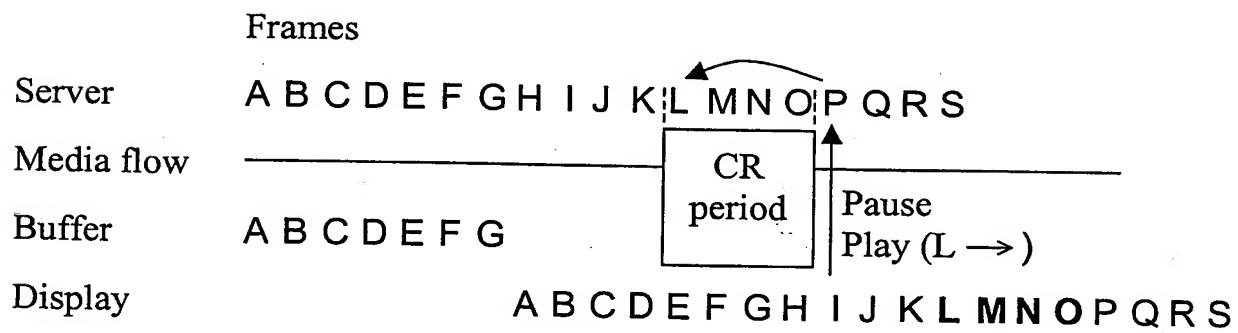 Frames
Server A B C D E F G H I J K L M N O P Q R S
Media flow
CR
period
Pause
Play (L → )
Buffer A B C D E F G
Display A B C D E F G H I J K L M N O P Q R S